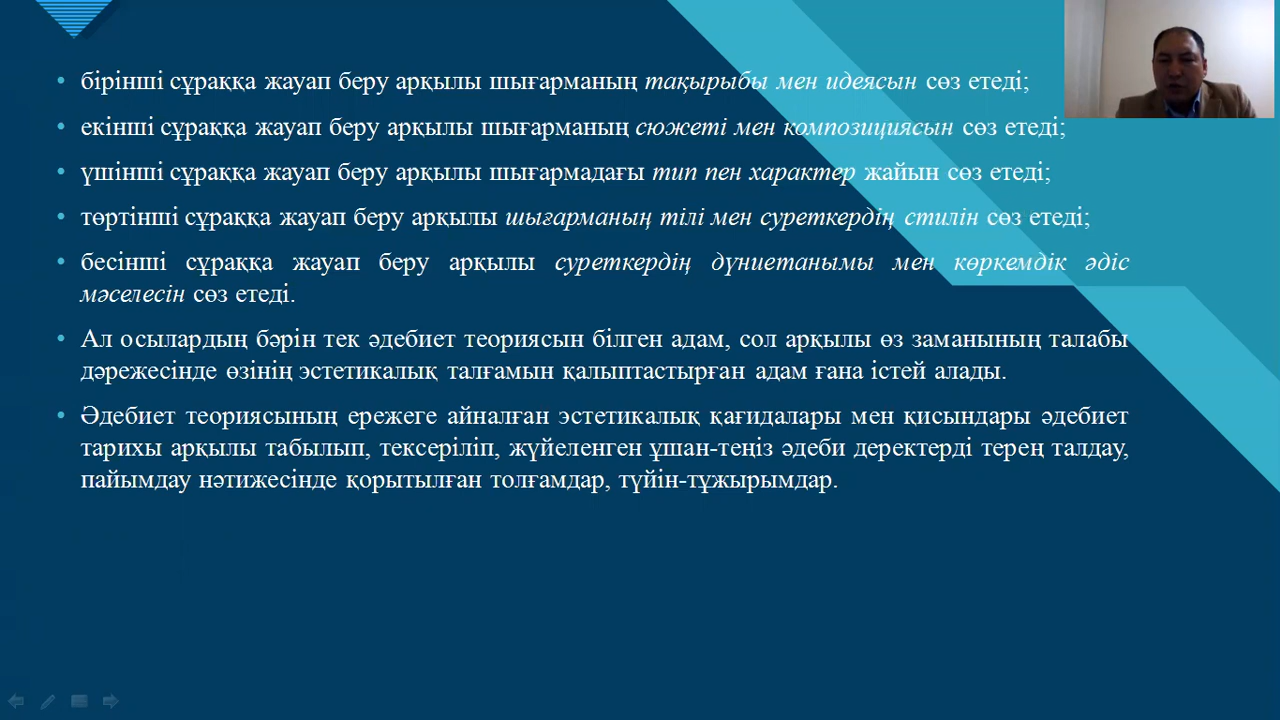 • бірінші сұраққа жауап беру арқылы шығарманың тақырыбы мен идеясын сөз етеді;
• екінші сұраққа жауап беру арқылы шығарманың сюжеті мен композициясын сөз етеді;
• үшінші сұраққа жауап беру арқылы шығармадағы тип пен характер жайын сөз етеді;
• төртінші сұраққа жауап беру арқылы шығарманың тілі мен суреткердің стилін сөз етеді;
• бесінші сұраққа жауап беру арқылы суреткердің дүниетанымы мен көркемдік әдіс
мәселесін сөз етеді.
• Ал осылардың бәрін тек әдебиет теориясын білген адам, сол арқылы өз заманының талабы
дәрежесінде өзінің эстетикалық талғамын қалыптастырған адам ғана істей алады.
• Әдебиет теориясының ережеге айналған эстетикалық қағидалары мен қисындары әдебиет
тарихы арқылы табылып, тексеріліп, жүйеленген ұшан-теңіз әдеби деректерді терең талдау,
пайымдау нәтижесінде қорытылған толғамдар, түйін-тұжырымдар.